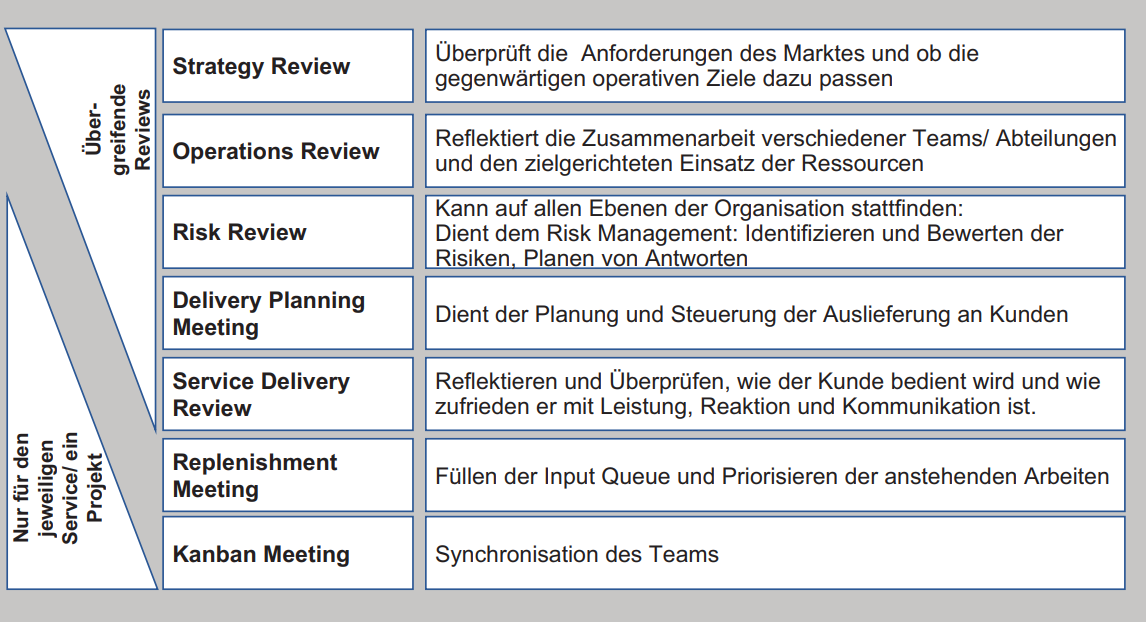 Über-
greifende
Reviews
Strategy Review
Überprüft die  Anforderungen des Marktes und ob die
gegenwärtigen operativen Ziele dazu passen
Operations Review
Reflektiert die Zusammenarbeit verschiedener Teams/ Abteilungen
und den zielgerichteten Einsatz der Ressourcen
Risk Review
Kann auf allen Ebenen der Organisation stattfinden:
Dient dem Risk Management: Identifizieren und Bewerten der
Risiken, Planen von Antworten
Delivery Planning
Meeting
Dient der Planung und Steuerung der Auslieferung an Kunden
Service Delivery
Review
Reflektieren und Überprüfen, wie der Kunde bedient wird und wie
zufrieden er mit Leistung, Reaktion und Kommunikation ist.
Nur für den
jeweiligen
Service/ ein
Projekt
Replenishment
Meeting
Füllen der Input Queue und Priorisieren der anstehenden Arbeiten
Kanban Meeting
Synchronisation des Teams